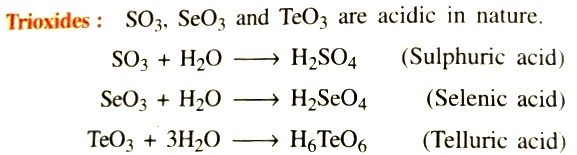 Trioxides : SO₃, SeO₃ and TeO₃ are acidic in nature.
SO₃ + H₂O ⟶ H₂SO₄ (Sulphuric acid)
SeO₃ + H₂O ⟶ H₂SeO₄ (Selenic acid)
TeO₃ + 3H₂O ⟶ H₆TeO₆ (Telluric acid)